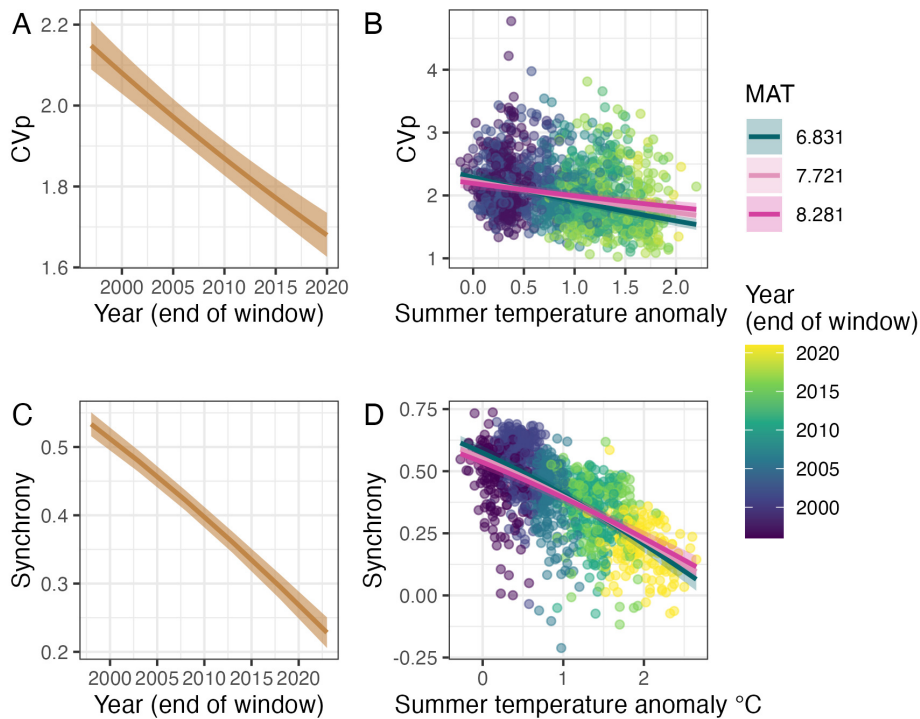 A
2.2
2.0
1.8
1.6
CVp
2000 2005 2010 2015 2020
Year (end of window)
B
4
3
2
1
CVp
0.0 0.5 1.0 1.5 2.0
Summer temperature anomaly
MAT
6.831
7.721
8.281
Year
(end of window)
2020
2015
2010
2005
2000
C
0.5
0.4
0.3
0.2
Synchrony
2000 2005 2010 2015 2020
Year (end of window)
D
0.75
0.50
0.25
0.00
-0.25
Synchrony
0 1 2
Summer temperature anomaly °C